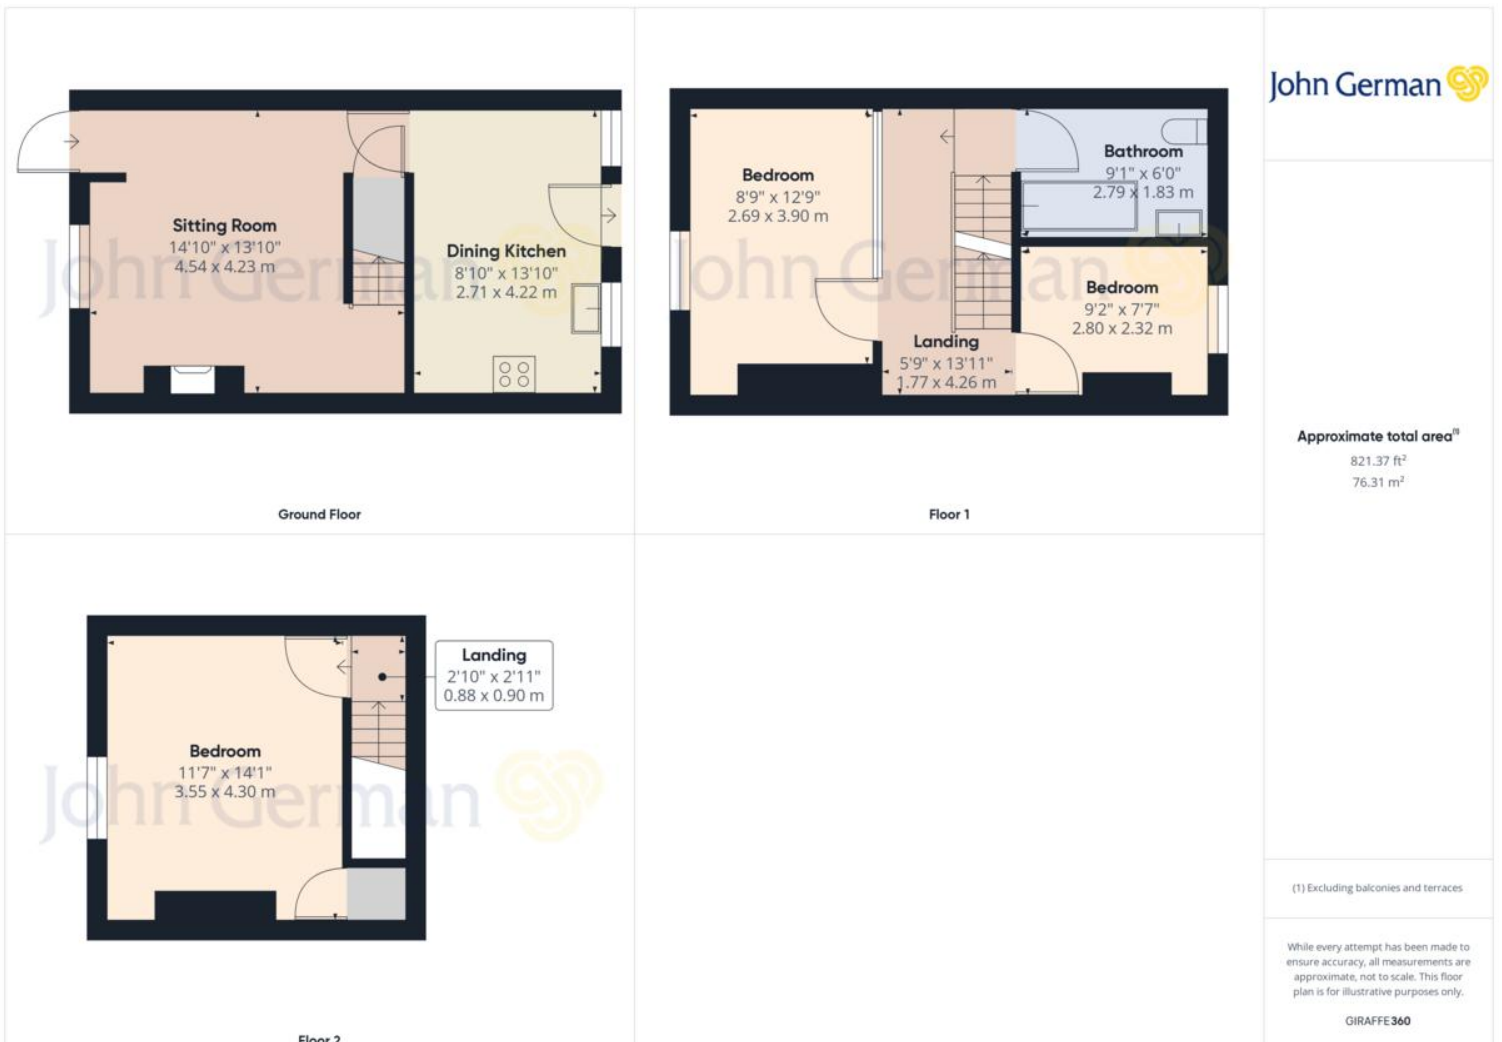 Sitting Room
14'10" x 13'10"
4.54 x 4.23 m
Dining Kitchen
8'10" x 13'10"
2.71 x 4.22 m
John German
Ground Floor
Bedroom
8'9" x 12'9"
2.69 x 3.90 m
Bathroom
9'1" x 6'0"
2.79 x 1.83 m
Bedroom
9'2" x 7'7"
2.80 x 2.32 m
Landing
5'9" x 13'11"
1.77 x 4.26 m
John German
Floor 1
Landing
2'10" x 2'11"
0.88 x 0.90 m
Bedroom
11'7" x 14'1"
3.55 x 4.30 m
John German
Floor 2
John German
Approximate total area(1)
821.37 ft²
76.31 m²
(1) Excluding balconies and terraces
While every attempt has been made to
ensure accuracy, all measurements are
approximate, not to scale. This floor
plan is for illustrative purposes only.
GIRAFFE360